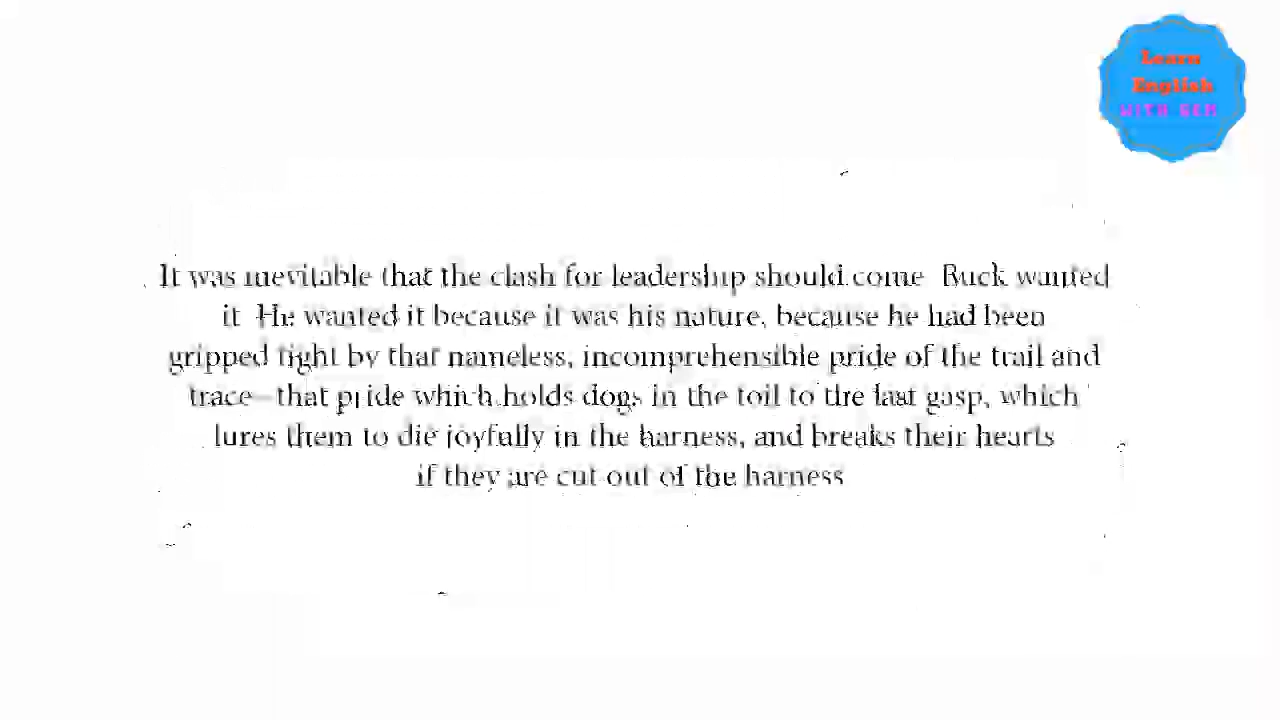 Learn
English
WITH GEM
It was inevitable that the clash for leadership should come Buck wanted
it He wanted it because it was his nature, because he had been
gripped tight by that nameless, incomprehensible pride of the trail and
trace—that pride which holds dogs in the toil to the last gasp, which
lures them to die joyfully in the harness, and breaks their hearts
if they are cut out of the harness